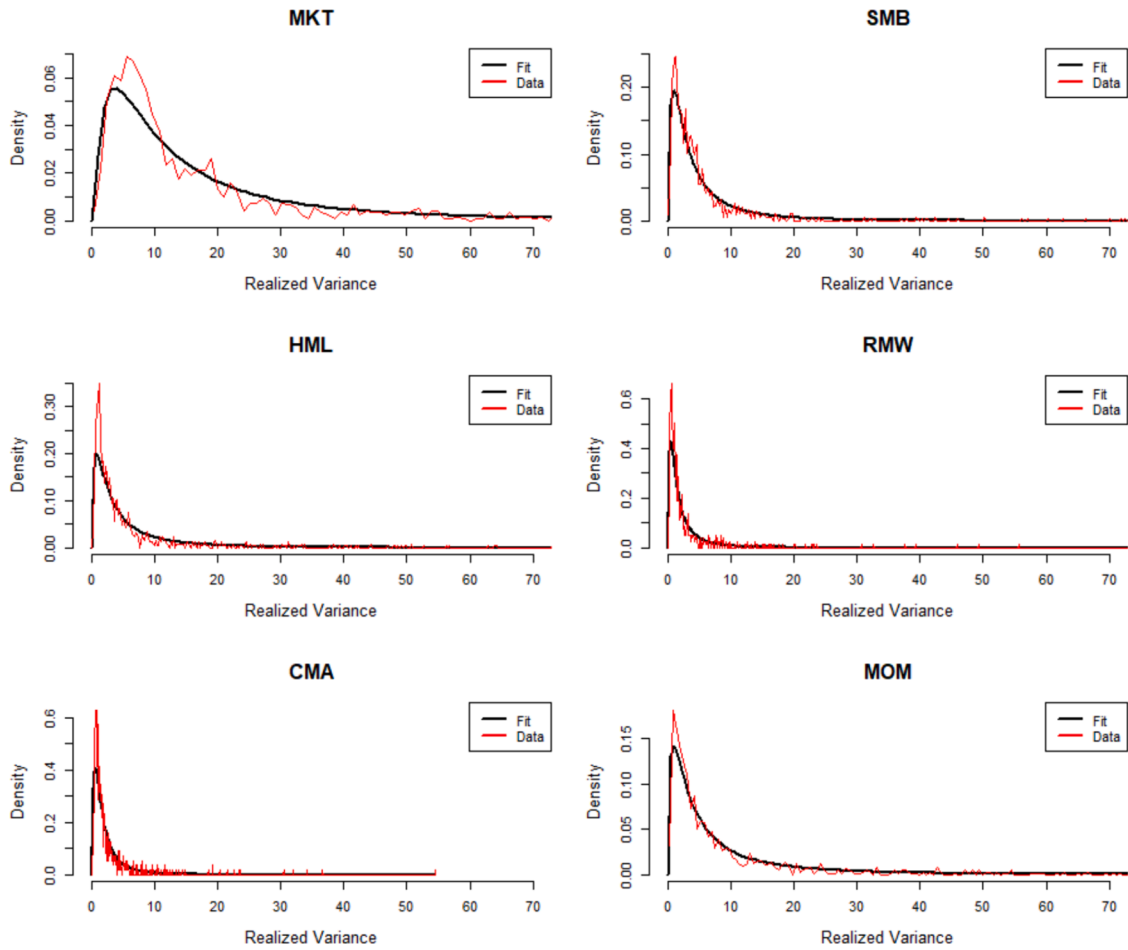 MKT
Density
0.00 0.02 0.04 0.06
Fit
Data
0 10 20 30 40 50 60 70
Realized Variance
SMB
Density
0.00 0.10 0.20
Fit
Data
0 10 20 30 40 50 60 70
Realized Variance
HML
Density
0.00 0.10 0.20 0.30
Fit
Data
0 10 20 30 40 50 60 70
Realized Variance
RMW
Density
0.0 0.2 0.4 0.6
Fit
Data
0 10 20 30 40 50 60 70
Realized Variance
CMA
Density
0.0 0.2 0.4 0.6
Fit
Data
0 10 20 30 40 50 60 70
Realized Variance
MOM
Density
0.00 0.05 0.10 0.15
Fit
Data
0 10 20 30 40 50 60 70
Realized Variance